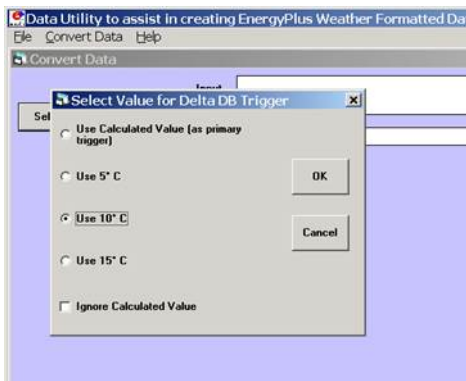 Data Utility to assist in creating EnergyPlus Weather Formatted Da
File Convert Data Help
Convert Data
Input
Sel
Select Value for Delta DB Trigger
Use Calculated Value (as primary
trigger)
Use 5° C
OK
Use 10° C
Cancel
Use 15° C
Ignore Calculated Value